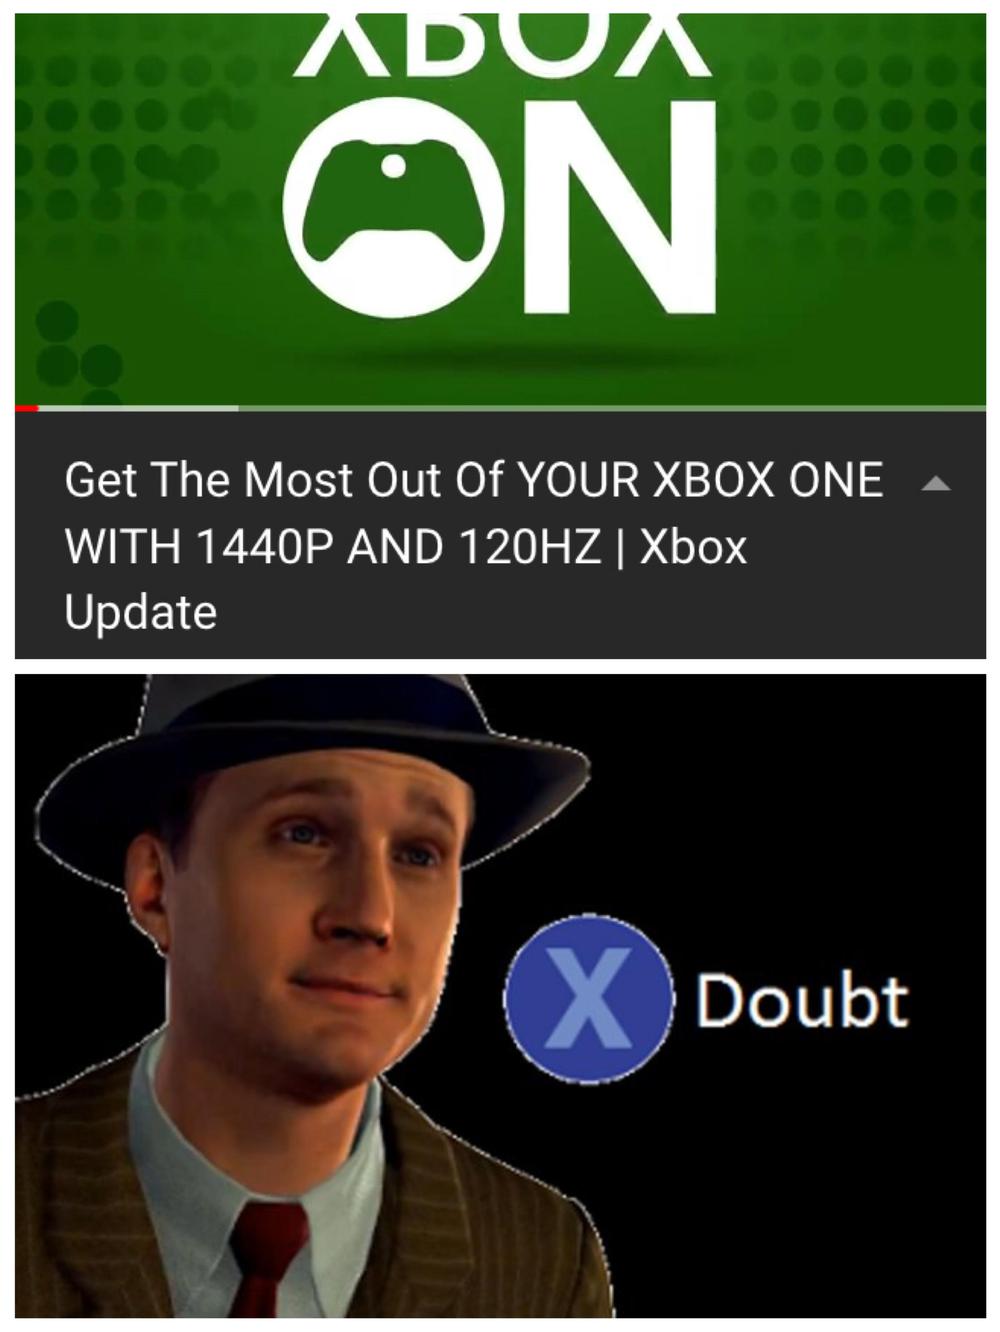 XBOX
ON
Get The Most Out Of YOUR XBOX ONE
WITH 1440P AND 120HZ | Xbox
Update
X Doubt